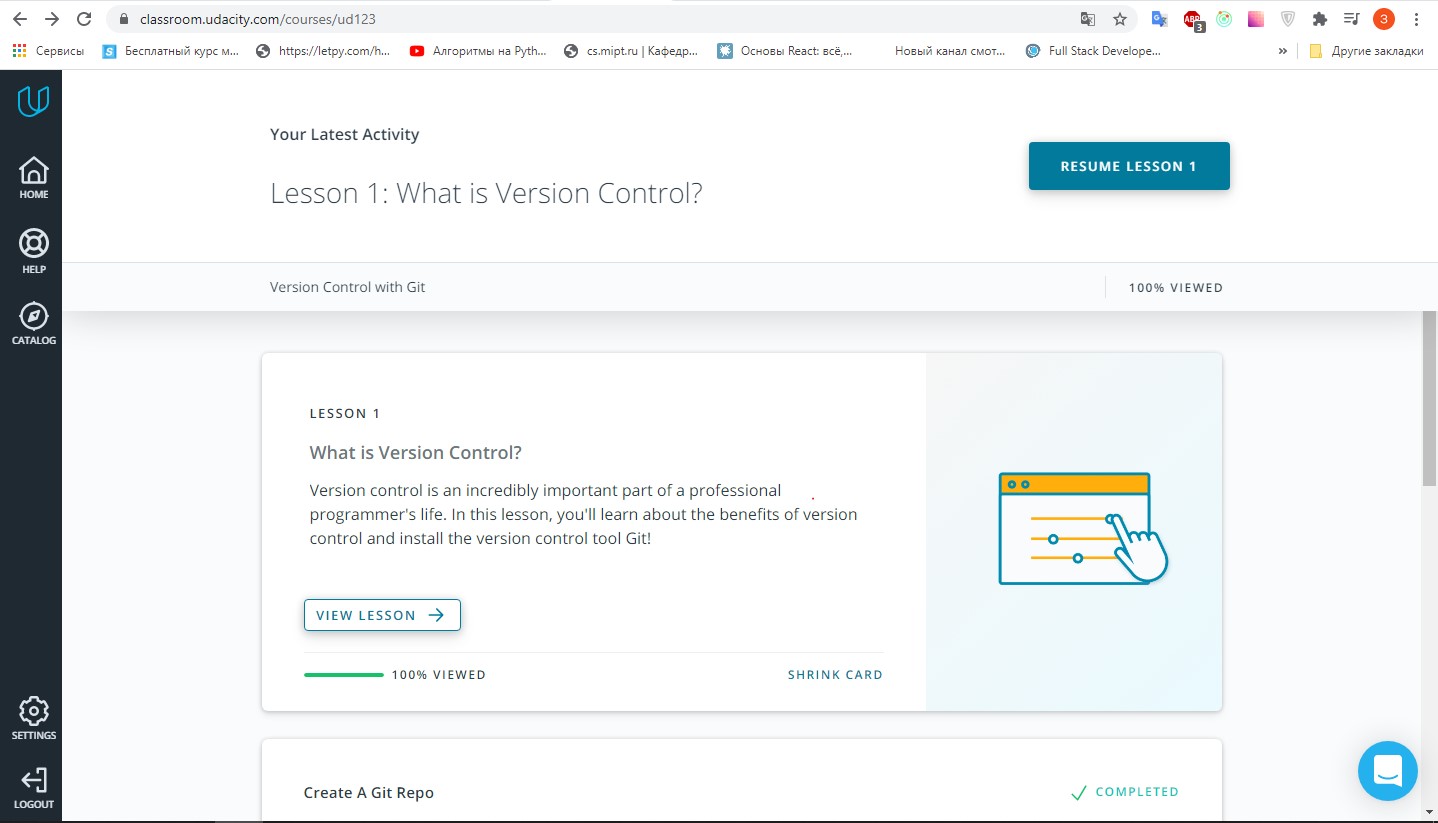 classroom.udacity.com/courses/ud123
ABP
3
З
Сервисы
S
Бесплатный курс м...
https://letpy.com/h...
Алгоритмы на Pyth...
cs.mipt.ru | Кафедр...
Основы React: всё,...
Новый канал смот...
Full Stack Develope...
»
Другие закладки
Your Latest Activity
RESUME LESSON 1
Lesson 1: What is Version Control?
HOME
HELP
CATALOG
Version Control with Git
100% VIEWED
LESSON 1
What is Version Control?
Version control is an incredibly important part of a professional
programmer's life. In this lesson, you'll learn about the benefits of version
control and install the version control tool Git!
VIEW LESSON
100% VIEWED
SHRINK CARD
SETTINGS
LOGOUT
Create A Git Repo
COMPLETED